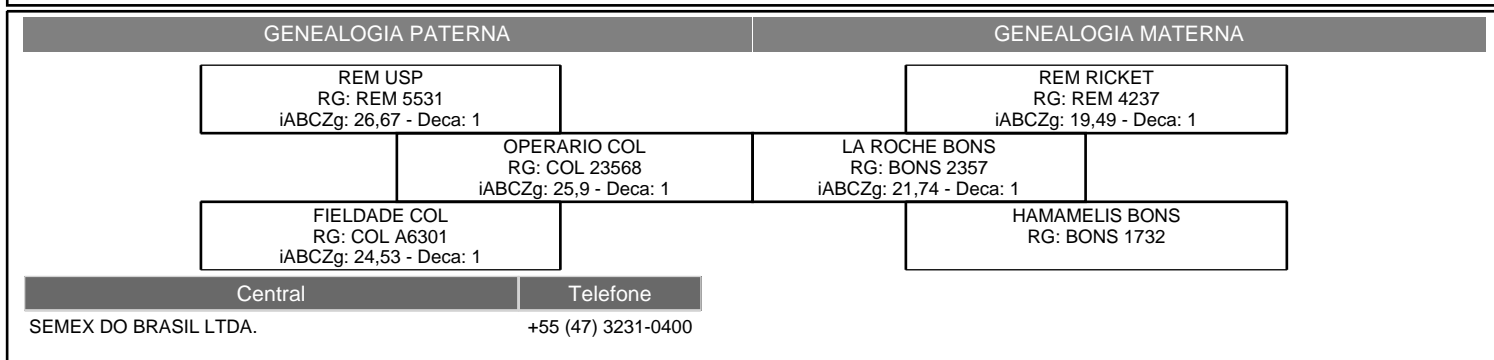 GENEALOGIA PATERNA
GENEALOGIA MATERNA
REM USP
RG: REM 5531
iABCZg: 26,67 - Deca: 1
REM RICKET
RG: REM 4237
iABCZg: 19,49 - Deca: 1
OPERARIO COL
RG: COL 23568
iABCZg: 25,9 - Deca: 1
LA ROCHE BONS
RG: BONS 2357
iABCZg: 21,74 - Deca: 1
FIELDADE COL
RG: COL A6301
iABCZg: 24,53 - Deca: 1
HAMAMELIS BONS
RG: BONS 1732
Central
Telefone
SEMEX DO BRASIL LTDA.
+55 (47) 3231-0400